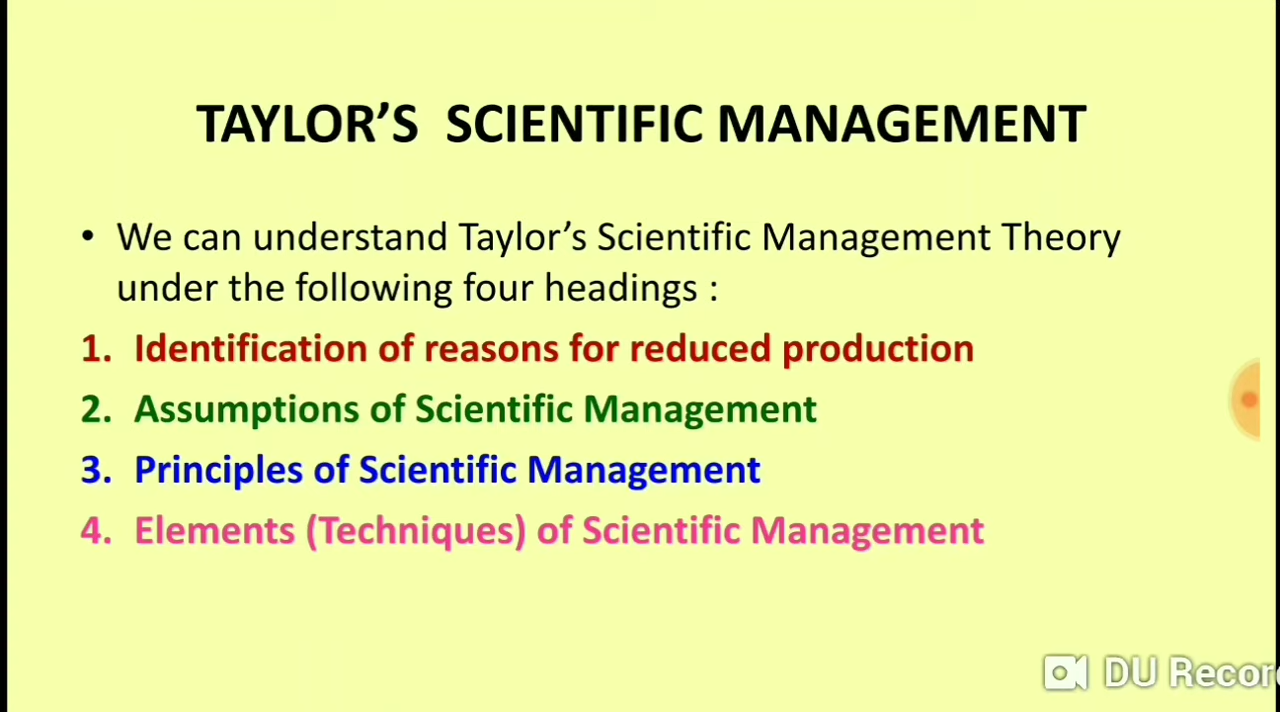 TAYLOR’S SCIENTIFIC MANAGEMENT
• We can understand Taylor’s Scientific Management Theory
under the following four headings :
1. Identification of reasons for reduced production
2. Assumptions of Scientific Management
3. Principles of Scientific Management
4. Elements (Techniques) of Scientific Management
DU Recor